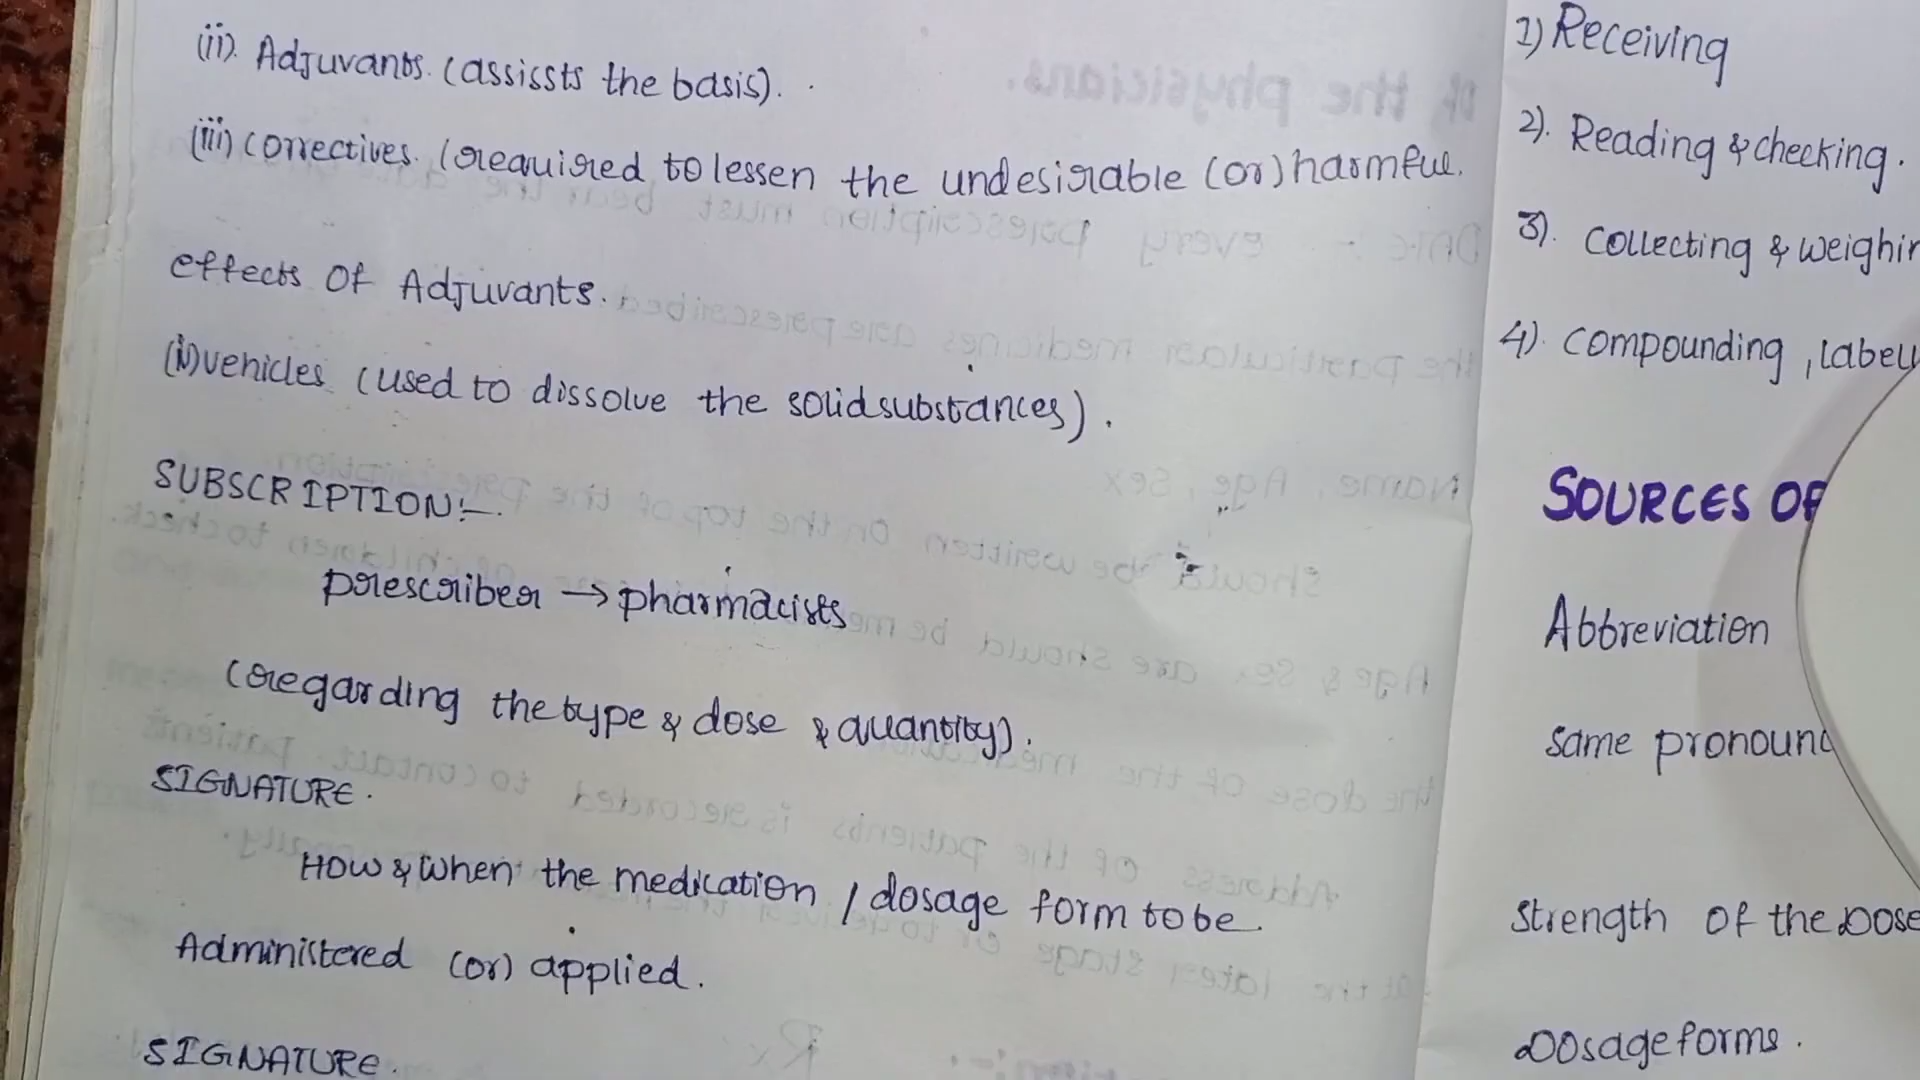 (ii). Adjuvants. (assissts the basis).
(iii) correctives. (required to lessen the undesirable (or) harmful.
effects of Adjuvants.
(iv) vehicles (used to dissolve the solid substances).
SUBSCRIPTION:-.
prescriber → pharmacists
(regarding the type & dose & quantity).
SIGNATURE.
How & when the medication / dosage form to be.
Administered (or) applied.
SIGNATURE.
1) Receiving
2). Reading & checking.
3). collecting & weighin
4). compounding, label
SOURCES OF
Abbreviation
same pronoun
strength of the Dose
Dosage forms.